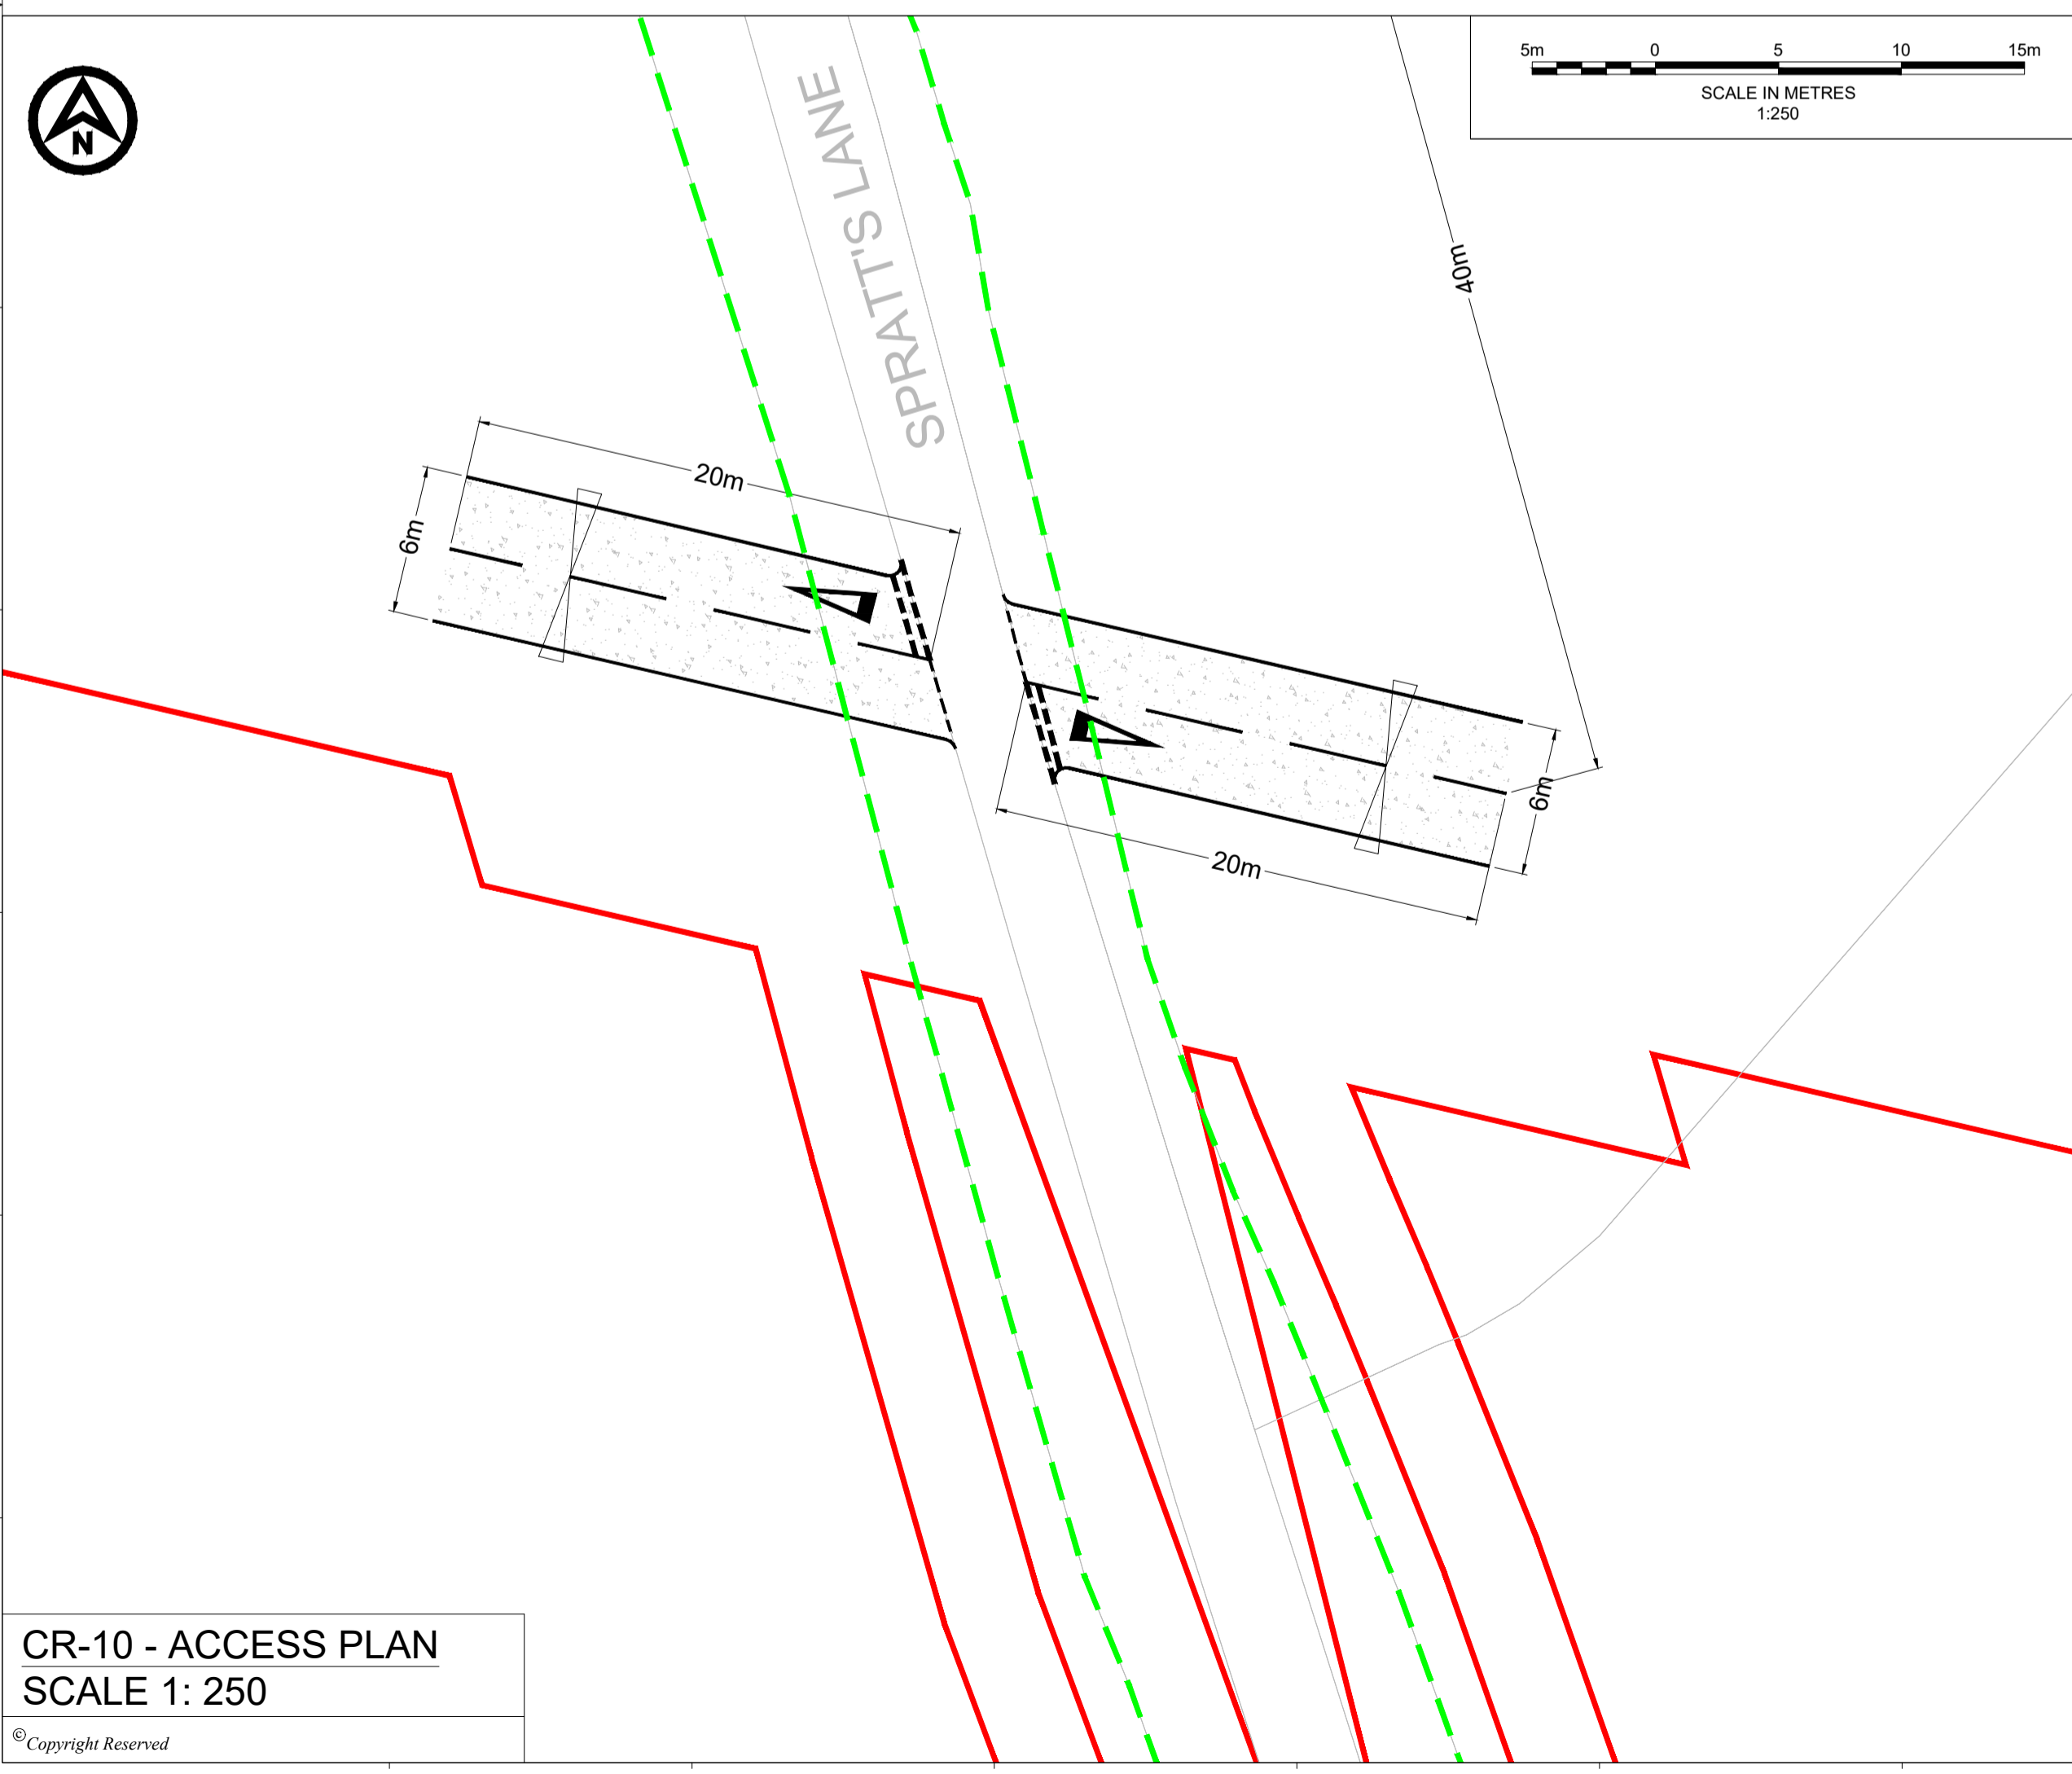 N
5m 0 5 10 15m
SCALE IN METRES
1:250
SPRATT'S LANE
40m
20m
6m
6m
20m
CR-10 - ACCESS PLAN
SCALE 1: 250
©Copyright Reserved